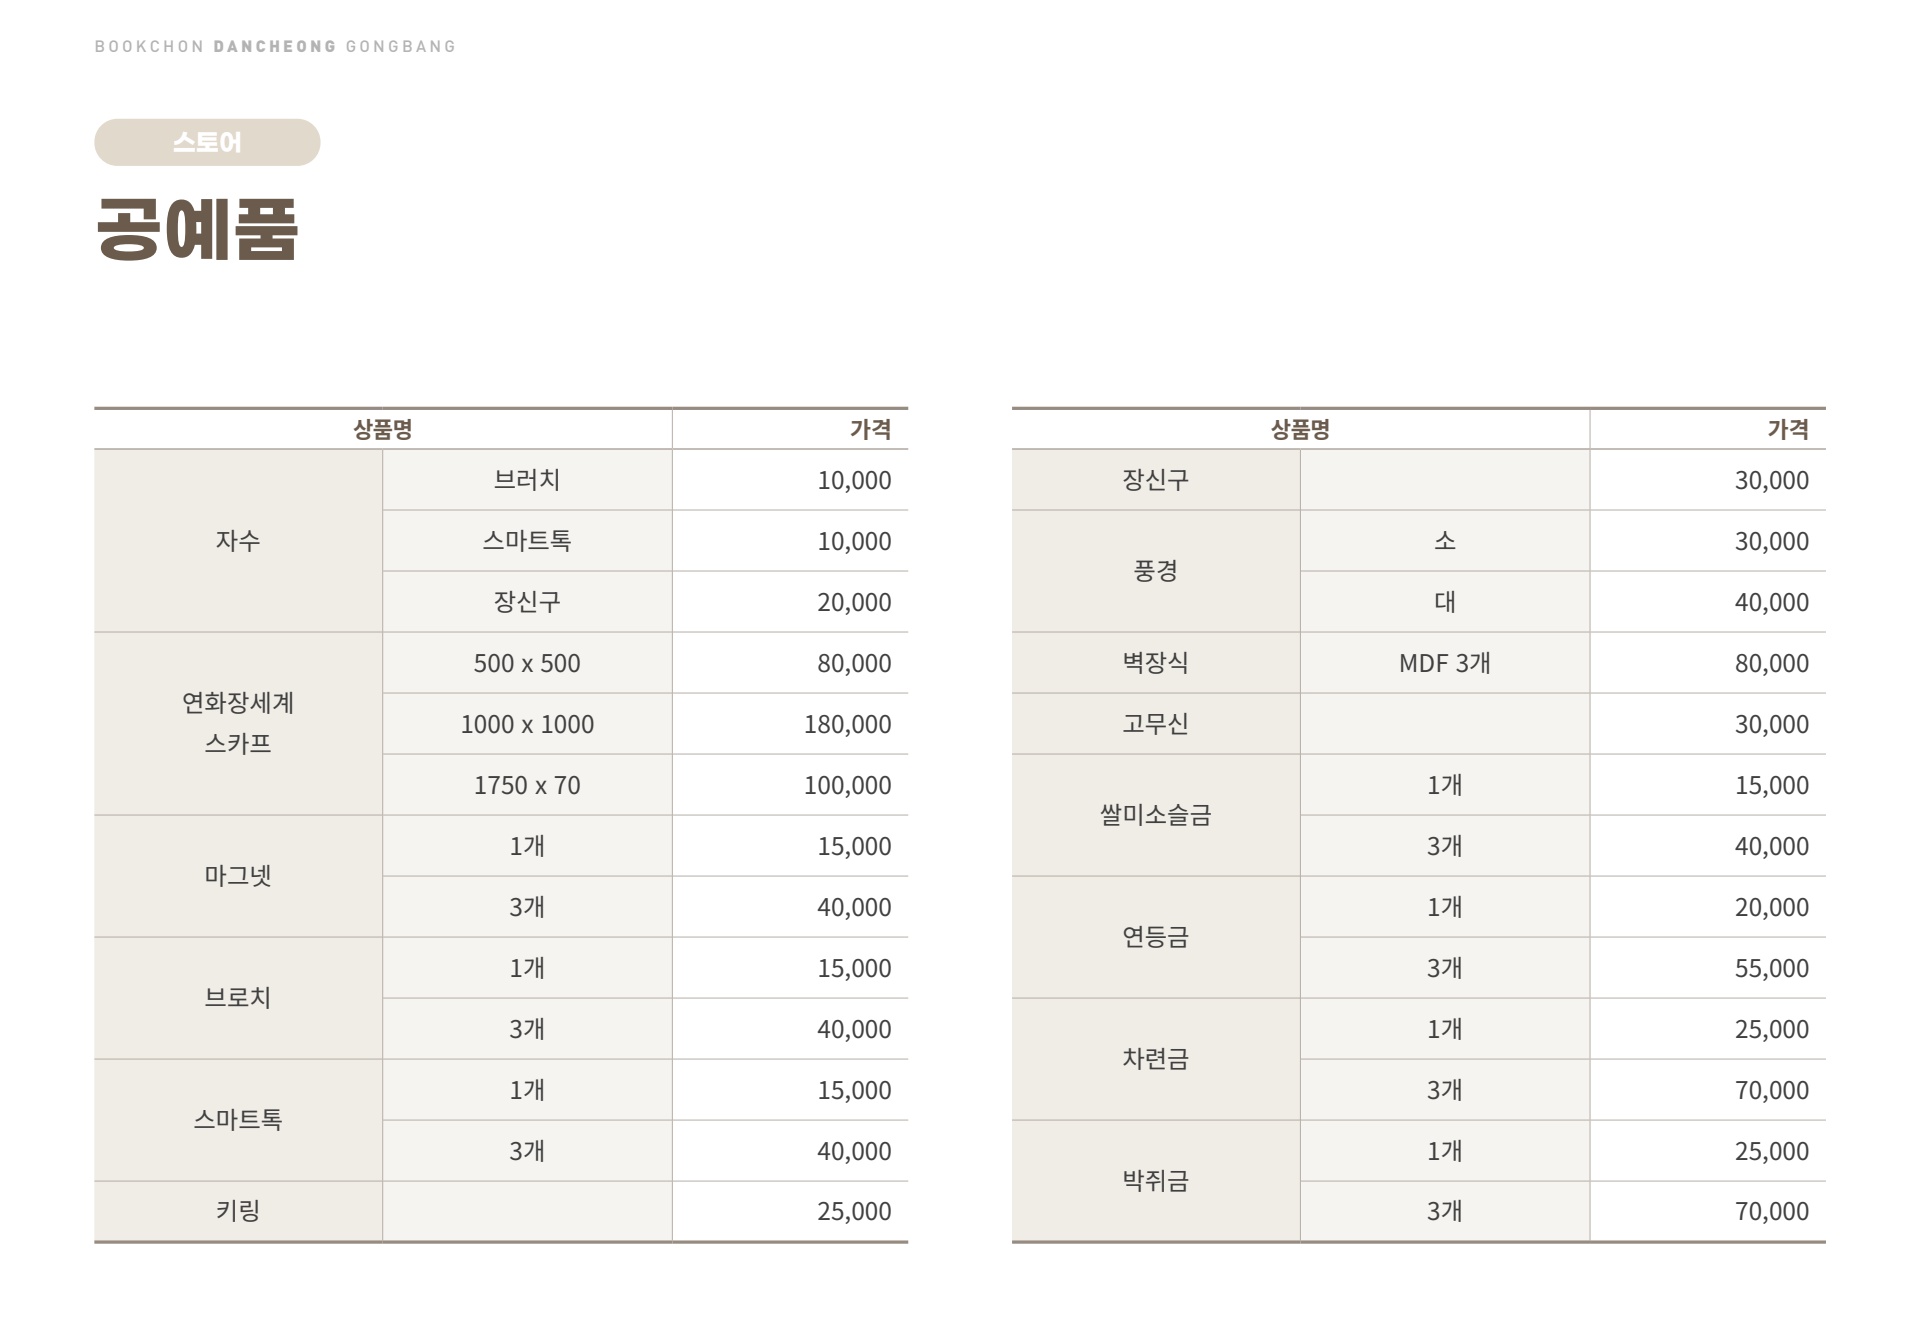 BOOKCHON DANCHEONG GONGBANG
스토어
공예품
상품명 가격
자수 브러치 10,000
스마트톡 10,000
장신구 20,000
연화장세계
스카프
500 x 500 80,000
1000 x 1000 180,000
1750 x 70 100,000
마그넷 1개 15,000
3개 40,000
브로치 1개 15,000
3개 40,000
스마트톡 1개 15,000
3개 40,000
키링 25,000
상품명 가격
장신구 30,000
풍경 소 30,000
대 40,000
벽장식 MDF 3개 80,000
고무신 30,000
쌀미소슬금 1개 15,000
3개 40,000
연등금 1개 20,000
3개 55,000
차련금 1개 25,000
3개 70,000
박쥐금 1개 25,000
3개 70,000